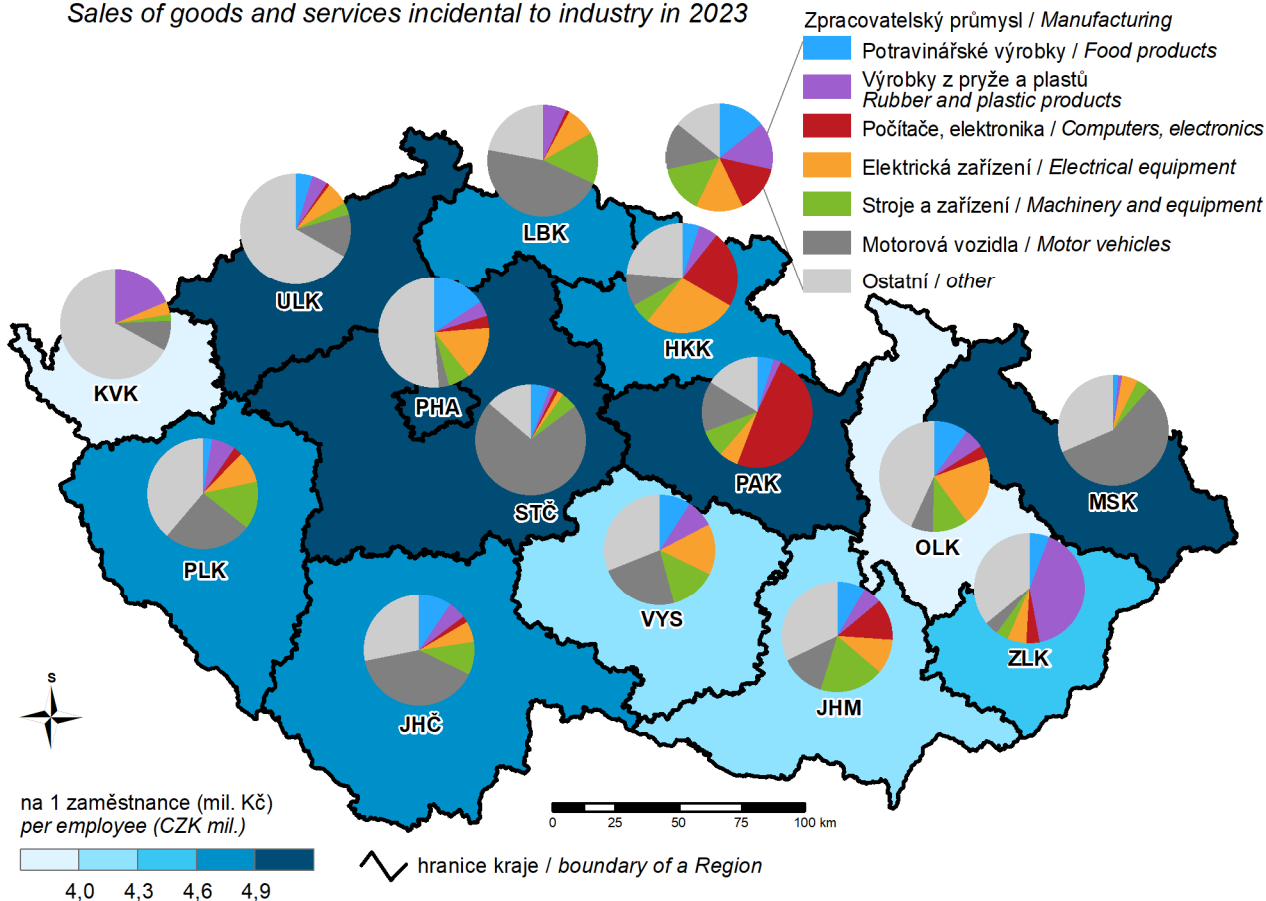 Sales of goods and services incidental to industry in 2023
Zpracovatelský průmysl / Manufacturing
Potravinářské výrobky / Food products
Výrobky z pryže a plastů
Rubber and plastic products
Počítače, elektronika / Computers, electronics
Elektrická zařízení / Electrical equipment
Stroje a zařízení / Machinery and equipment
Motorová vozidla / Motor vehicles
Ostatní / other
LBK
ULK
HKK
KVK
PHA
PAK
MSK
STČ
OLK
PLK
VYS
ZLK
JHM
JHČ
S
na 1 zaměstnance (mil. Kč)
per employee (CZK mil.)
4,0 4,3 4,6 4,9
0 25 50 75 100 km
hranice kraje / boundary of a Region